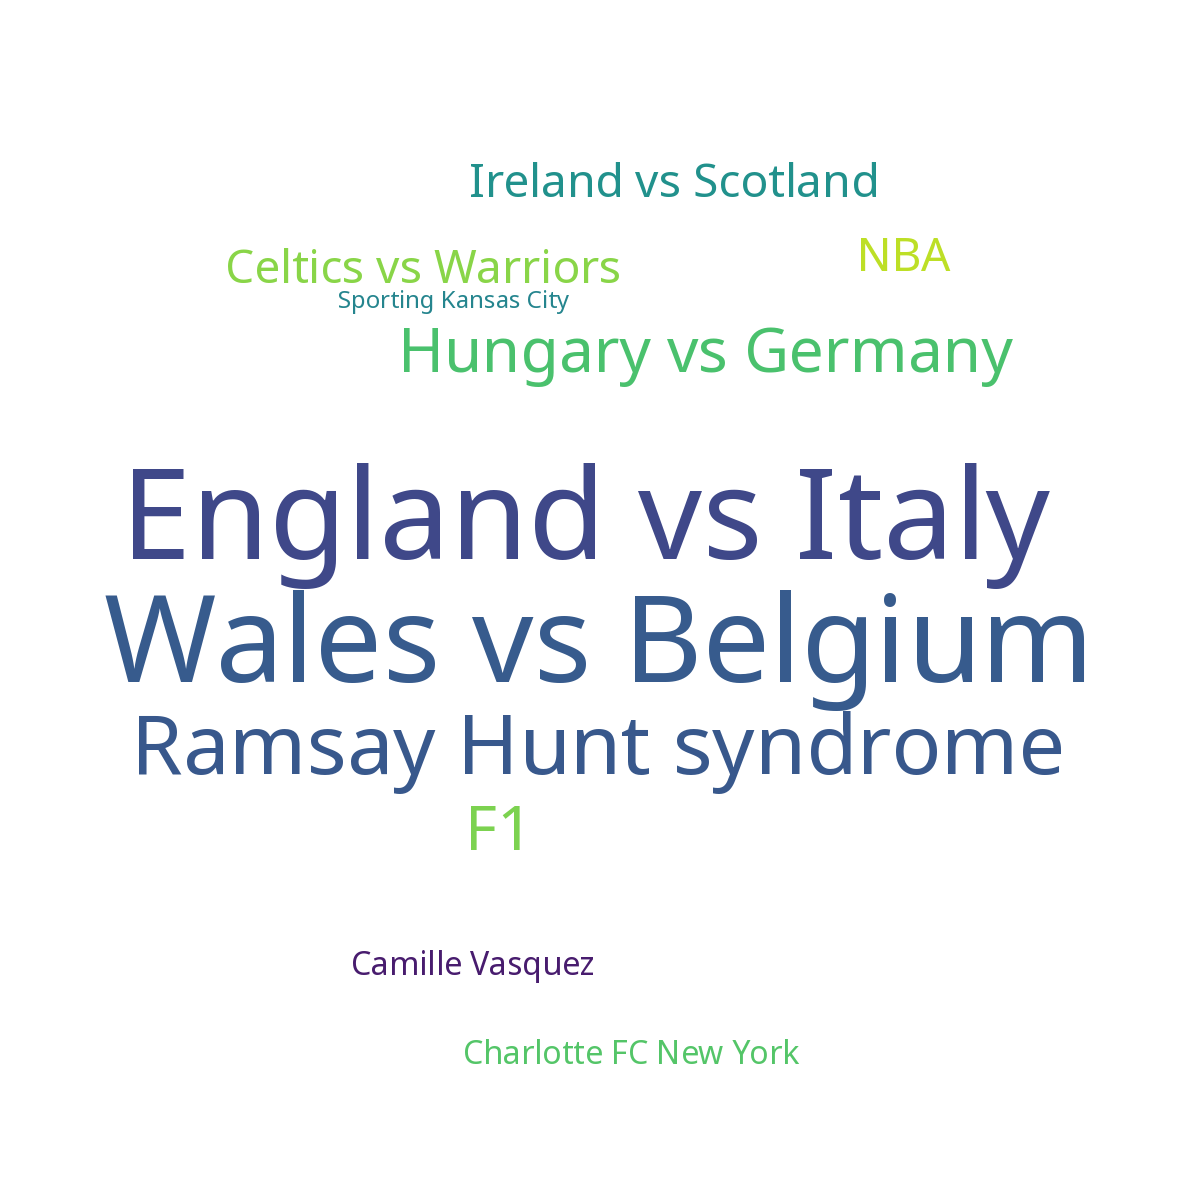 Ireland vs Scotland
NBA
Celtics vs Warriors
Sporting Kansas City
Hungary vs Germany
England vs Italy
Wales vs Belgium
Ramsay Hunt syndrome
F1
Camille Vasquez
Charlotte FC New York